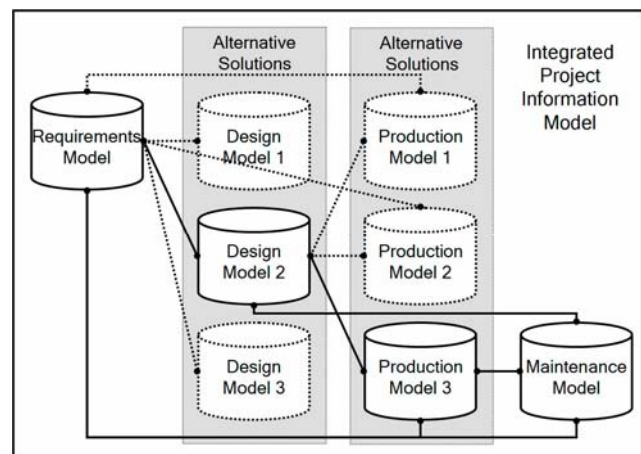 Alternative
Solutions
Alternative
Solutions
Integrated
Project
Information
Model
Requirements
Model
Design
Model 1
Production
Model 1
Design
Model 2
Production
Model 2
Design
Model 3
Production
Model 3
Maintenance
Model